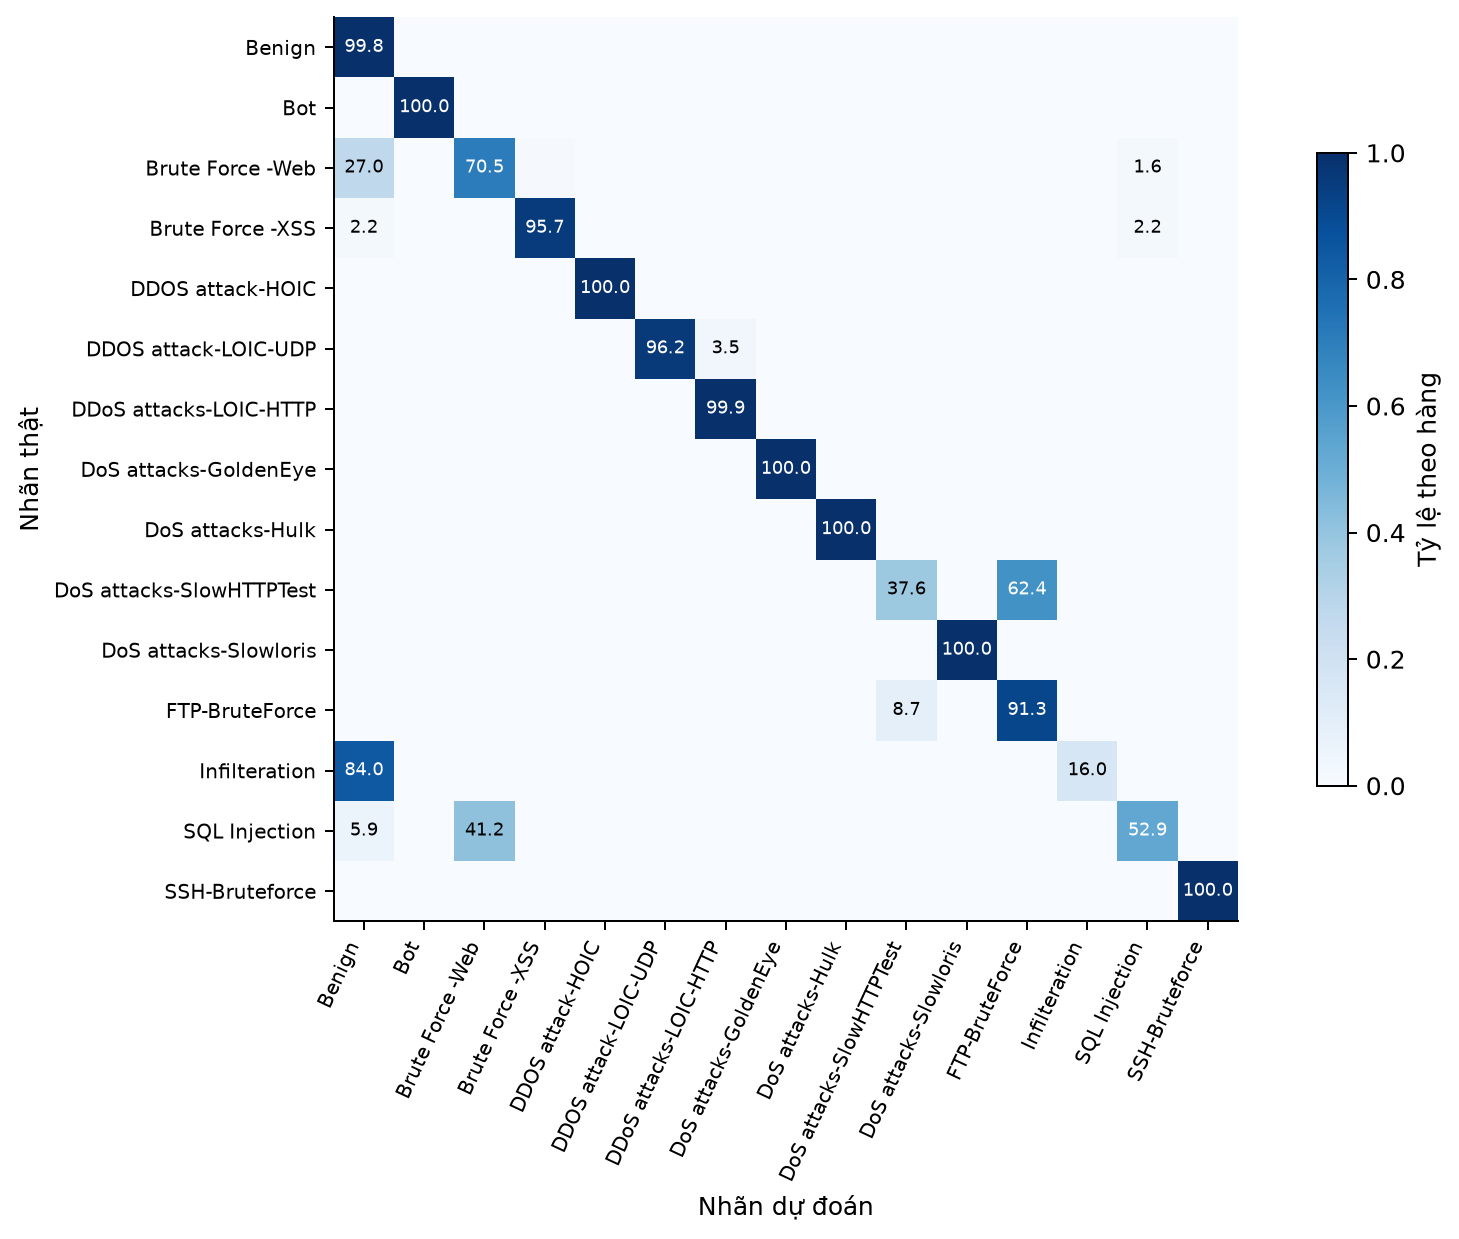 Benign 99.8
Bot 100.0
Brute Force -Web 27.0 70.5 1.6
Brute Force -XSS 2.2 95.7 2.2
DDOS attack-HOIC 100.0
DDOS attack-LOIC-UDP 96.2 3.5
DDoS attacks-LOIC-HTTP 99.9
DoS attacks-GoldenEye 100.0
DoS attacks-Hulk 100.0
DoS attacks-SlowHTTPTest 37.6 62.4
DoS attacks-Slowloris 100.0
FTP-BruteForce 8.7 91.3
Infilteration 84.0 16.0
SQL Injection 5.9 41.2 52.9
SSH-Bruteforce 100.0
Nhãn thật
Benign
Bot
Brute Force -Web
Brute Force -XSS
DDOS attack-HOIC
DDOS attack-LOIC-UDP
DDoS attacks-LOIC-HTTP
DoS attacks-GoldenEye
DoS attacks-Hulk
DoS attacks-SlowHTTPTest
DoS attacks-Slowloris
FTP-BruteForce
Infilteration
SQL Injection
SSH-Bruteforce
Nhãn dự đoán
1.0
0.8
0.6
0.4
0.2
0.0
Tỷ lệ theo hàng